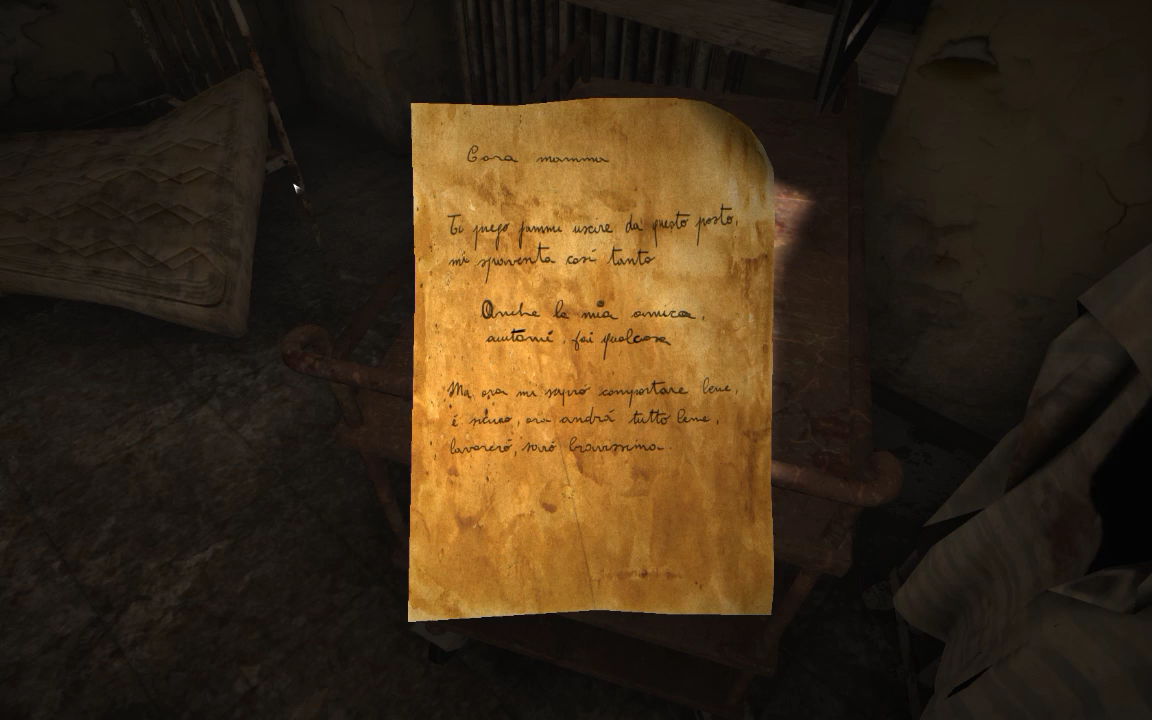 Cara mamma
Ti prego fammi uscire da questo posto,
mi spaventa così tanto
Anche la mia amica,
aiutami, fai qualcosa
Ma ora mi saprò comportare bene,
è sicuro, ora andrà tutto bene,
lavorerò, sarò bravissima